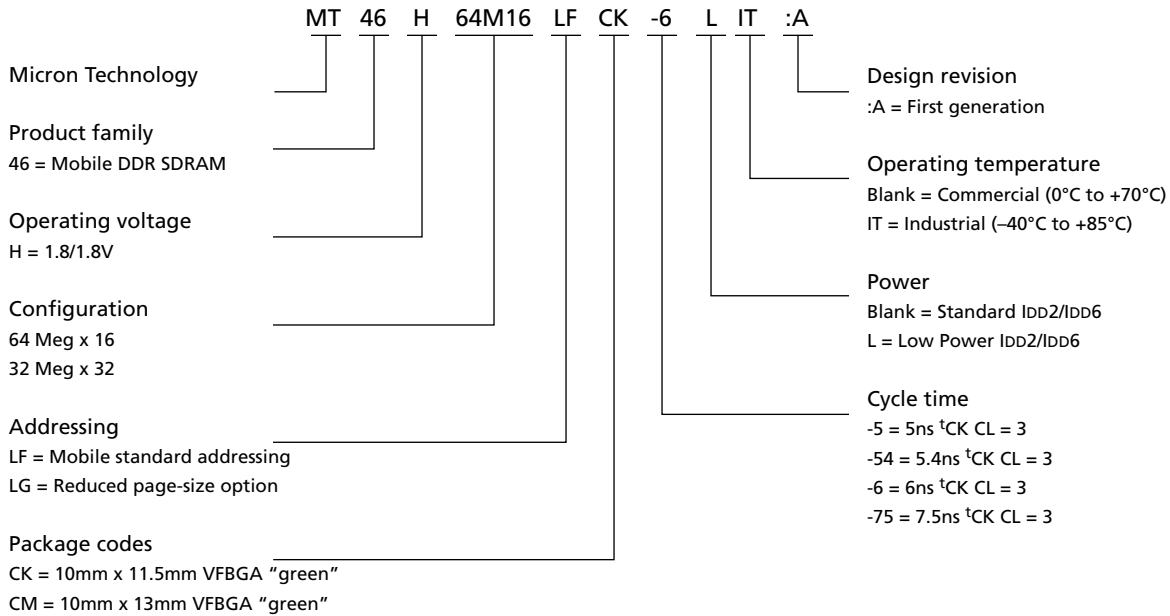 MT 46 H 64M16 LF CK -6 L IT :A
Micron Technology
Product family
46 = Mobile DDR SDRAM
Operating voltage
H = 1.8/1.8V
Configuration
64 Meg x 16
32 Meg x 32
Addressing
LF = Mobile standard addressing
LG = Reduced page-size option
Package codes
CK = 10mm x 11.5mm VFBGA “green”
CM = 10mm x 13mm VFBGA “green”
Design revision
:A = First generation
Operating temperature
Blank = Commercial (0°C to +70°C)
IT = Industrial (–40°C to +85°C)
Power
Blank = Standard IDD2/IDD6
L = Low Power IDD2/IDD6
Cycle time
-5 = 5ns tCK CL = 3
-54 = 5.4ns tCK CL = 3
-6 = 6ns tCK CL = 3
-75 = 7.5ns tCK CL = 3